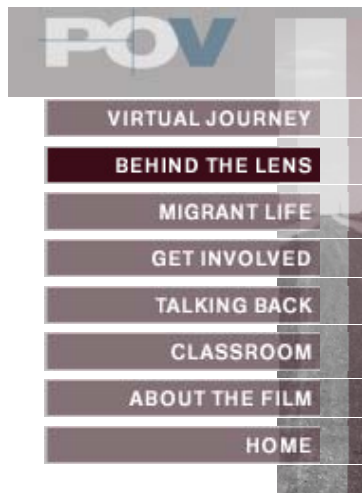 POV
VIRTUAL JOURNEY
BEHIND THE LENS
MIGRANT LIFE
GET INVOLVED
TALKING BACK
CLASSROOM
ABOUT THE FILM
HOME